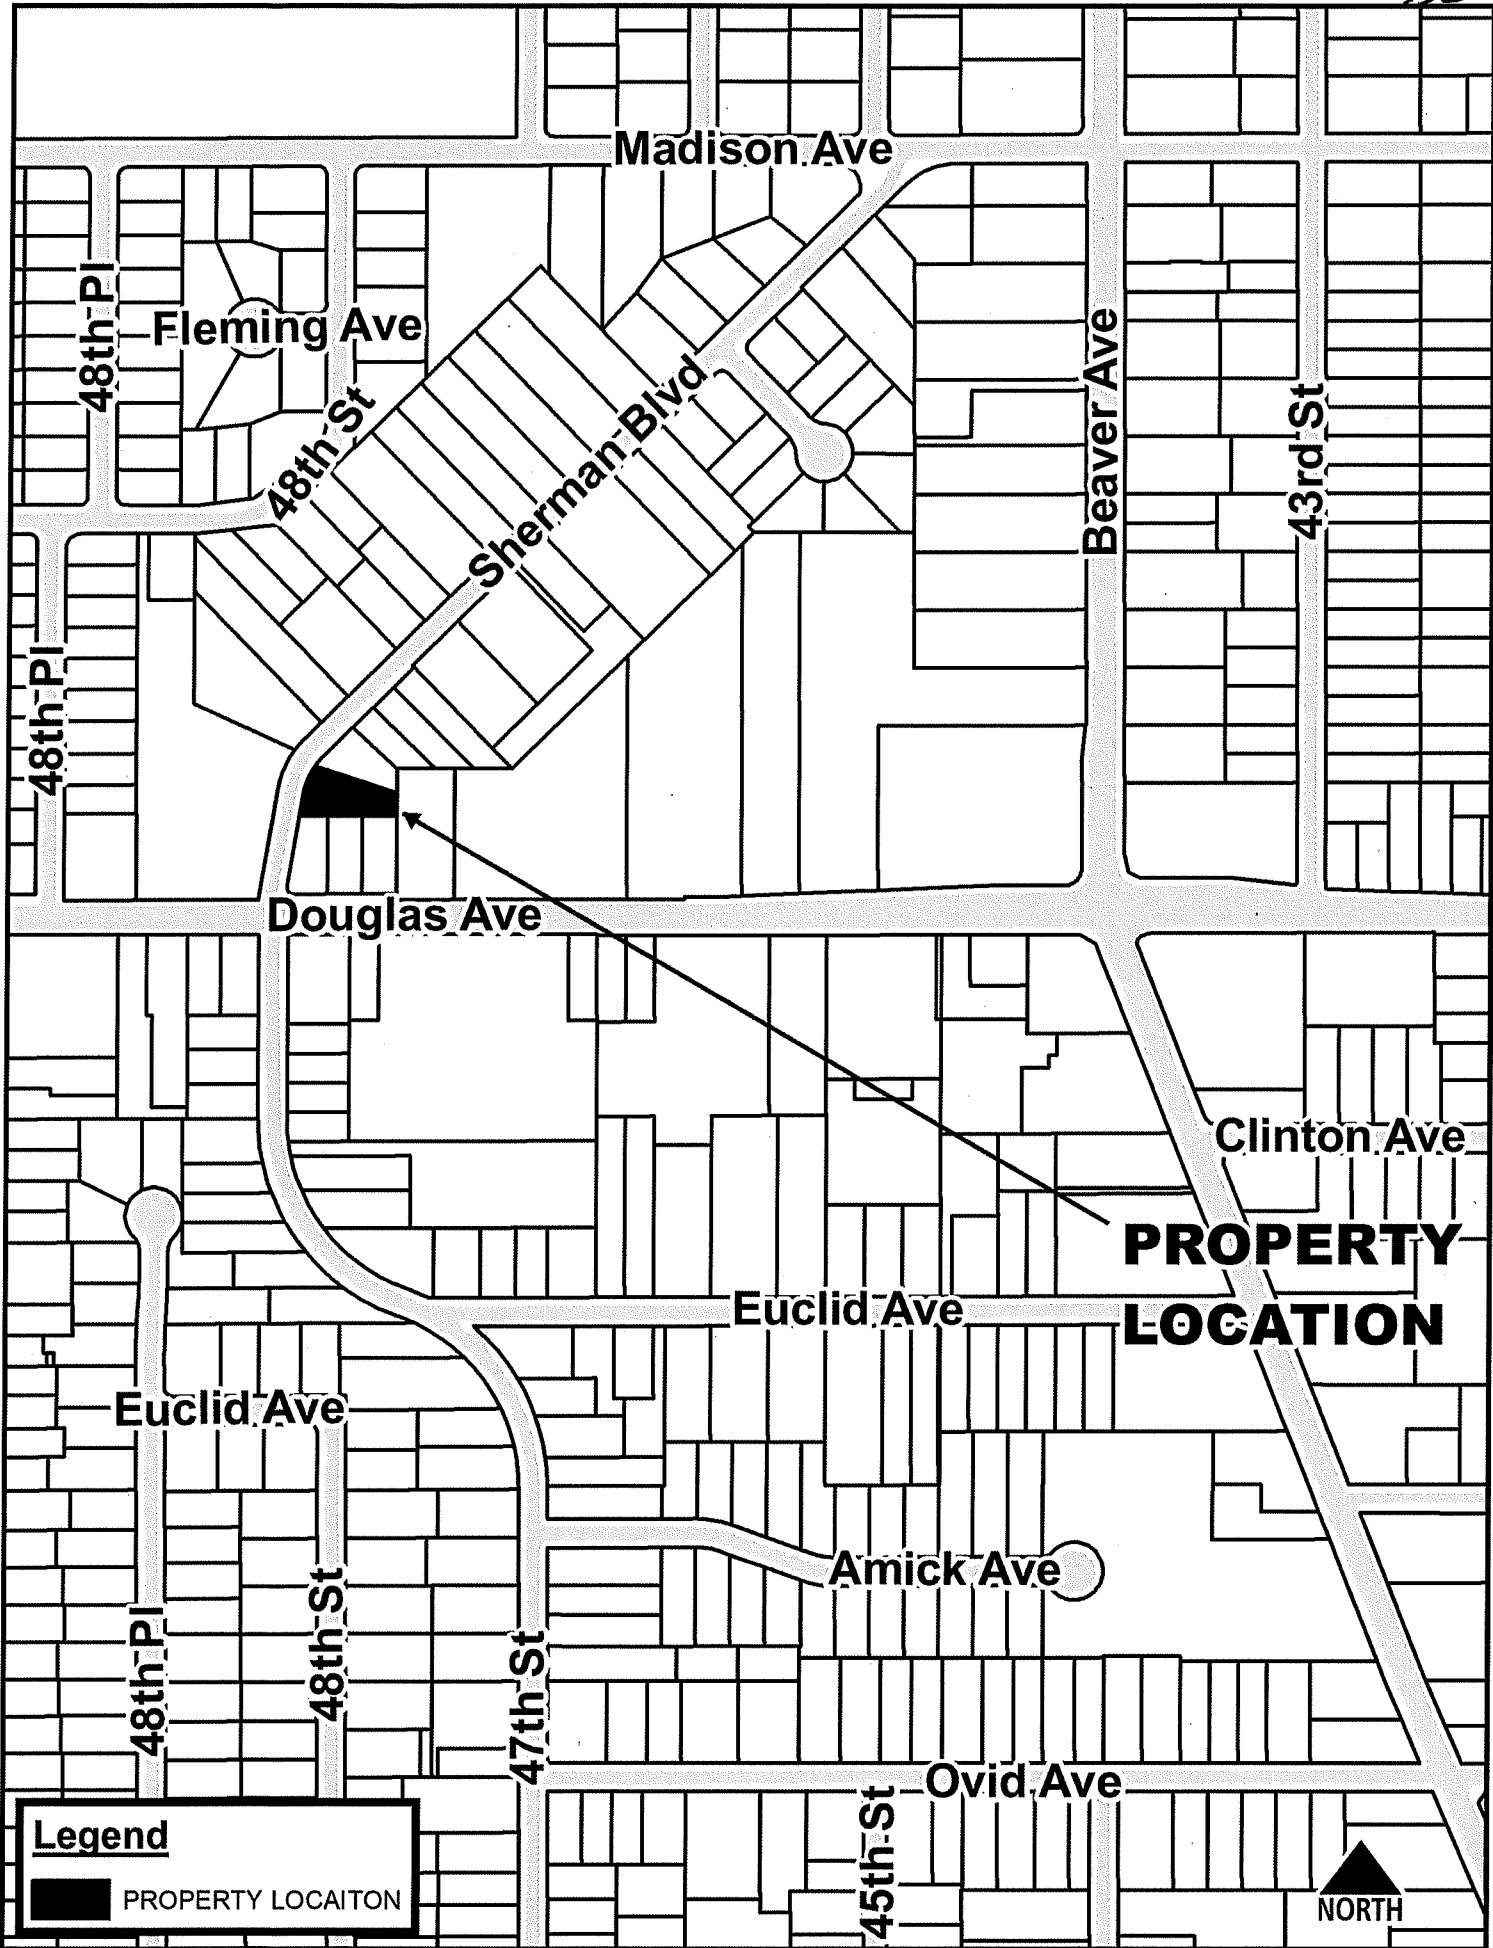 Madison Ave
48th Pl
Fleming Ave
48th St
Sherman Blvd
Beaver Ave
43rd St
48th Pl
Douglas Ave
Clinton Ave
PROPERTY
LOCATION
Euclid Ave
Euclid Ave
Amick Ave
48th Pl
48th St
47th St
Ovid Ave
45th St
Legend
PROPERTY LOCAITON
NORTH